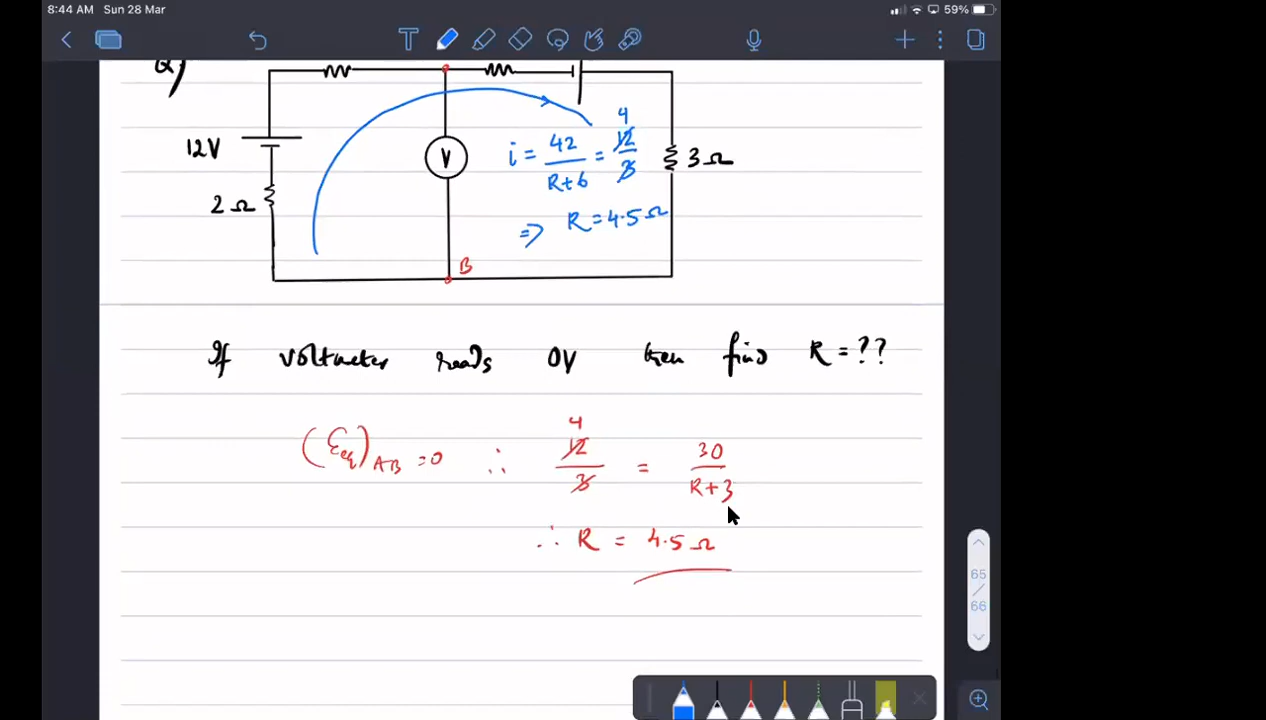 8:44 AM Sun 28 Mar
59%
Q)
12V
V
i = 42 / R+6 = 12 / 3
4
3 Ω
2 Ω
=> R = 4.5 Ω
B
If voltmeter reads 0V then find R = ??
4
(Ɛeq)AB = 0 ∴ 12 / 3 = 30 / R+3
∴ R = 4.5 Ω
65
/
66